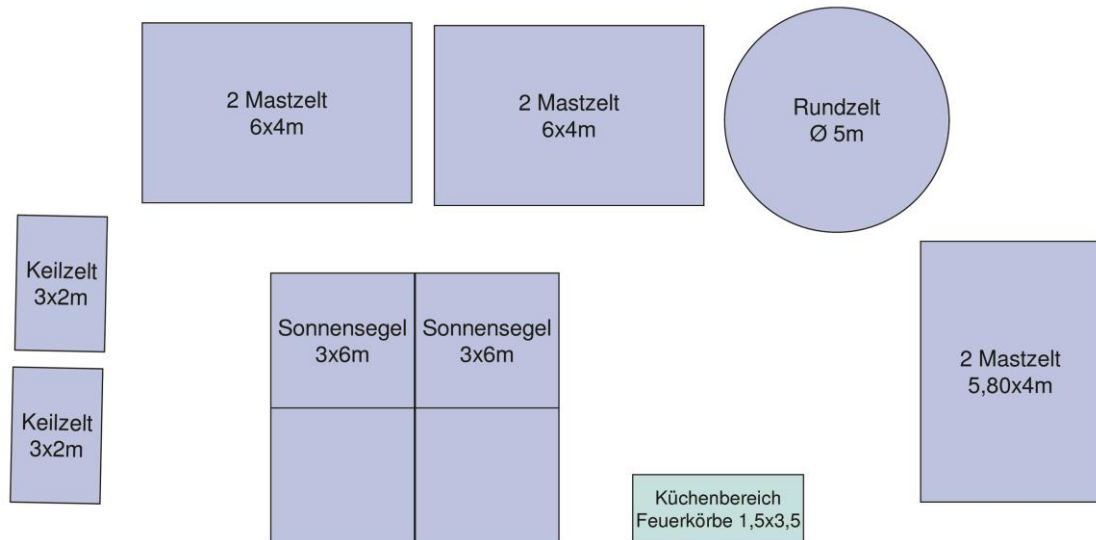 2 Mastzelt
6x4m
2 Mastzelt
6x4m
Rundzelt
Ø 5m
Keilzelt
3x2m
Sonnensegel
3x6m
Sonnensegel
3x6m
2 Mastzelt
5,80x4m
Keilzelt
3x2m
Küchenbereich
Feuerkörbe 1,5x3,5